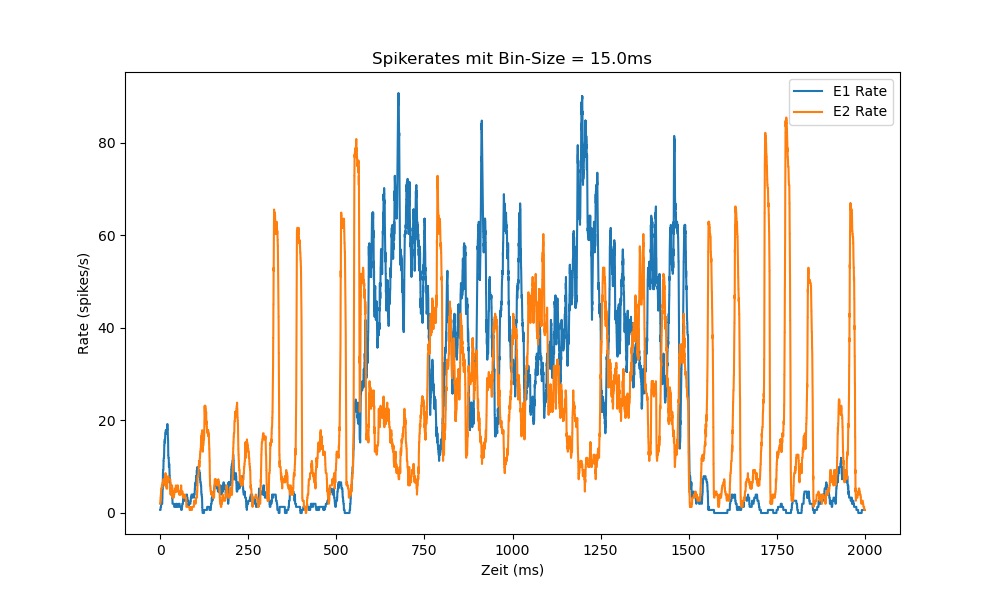 Spikerates mit Bin-Size = 15.0ms
E1 Rate
E2 Rate
Rate (spikes/s)
80
60
40
20
0
0 250 500 750 1000 1250 1500 1750 2000
Zeit (ms)